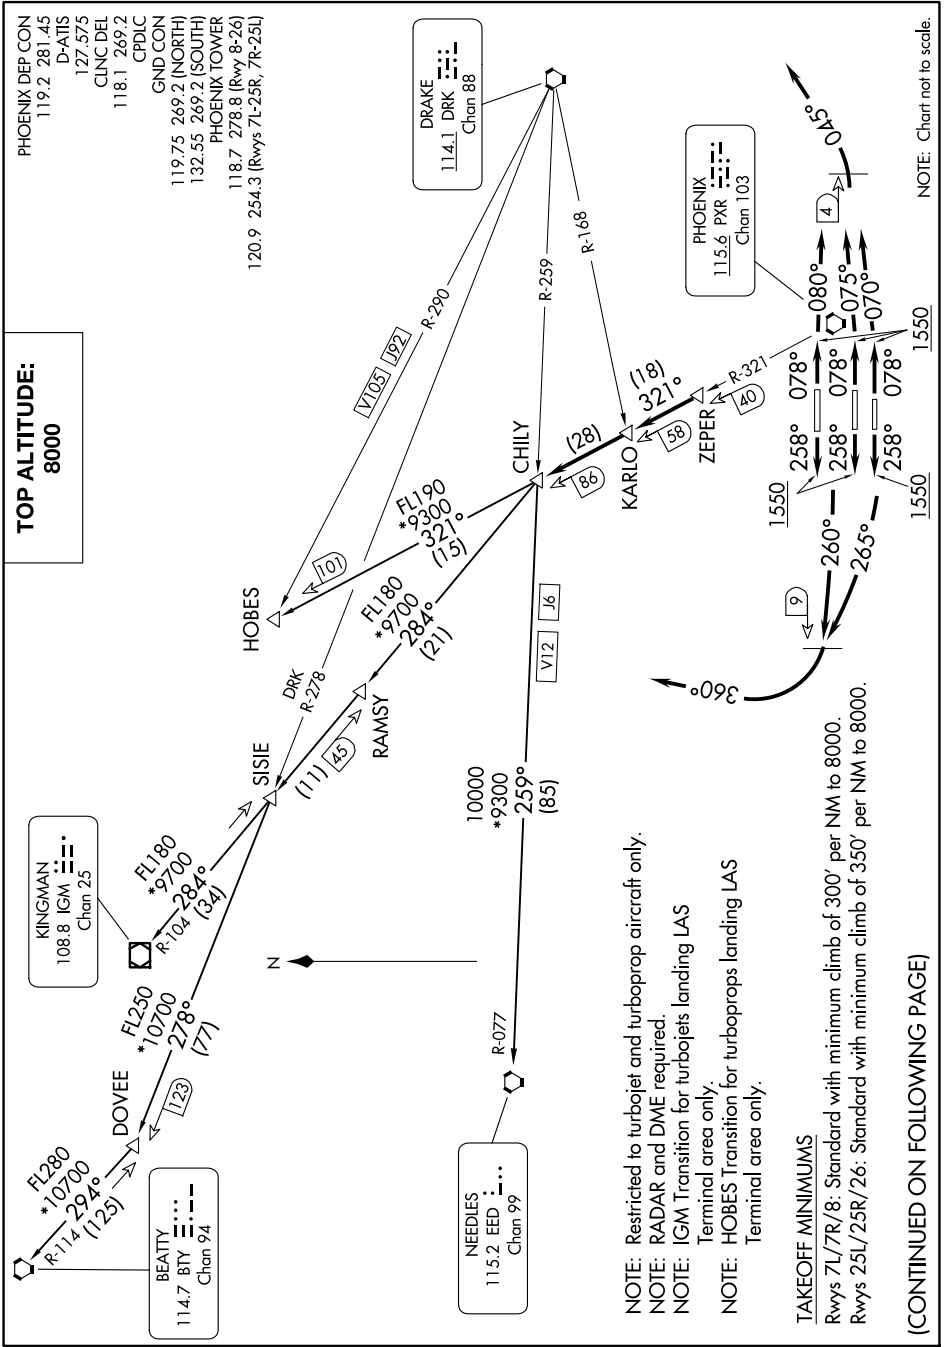 TOP ALTITUDE:
8000
PHOENIX DEP CON
119.2 281.45
D-ATIS
127.575
CLNC DEL
118.1 269.2
CPDLC
GND CON
119.75 269.2 (NORTH)
132.55 269.2 (SOUTH)
PHOENIX TOWER
118.7 278.8 (Rwy 8-26)
120.9 254.3 (Rwys 7L-25R, 7R-25L)
BEATTY
114.7 BTY
Chan 94
R-114
FL280
*10700
294°
(125)
DOVEE
123
FL250
*10700
278°
(77)
KINGMAN
108.8 IGM
Chan 25
R-104
FL180
*9700
284°
(34)
SISIE
(11)
45
RAMSY
DRK
R-278
FL180
*9700
284°
(21)
HOBES
101
FL190
*9300
321°
(15)
V105
J92
R-290
DRAKE
114.1 DRK
Chan 88
R-259
R-168
CHILY
86
(28)
KARLO
58
(18)
321°
ZEPER
40
R-321
NEEDLES
115.2 EED
Chan 99
R-077
10000
*9300
259°
(85)
V12
J6
N
PHOENIX
115.6 PXR
Chan 103
360°
9
260°
265°
1550
1550
258°
078°
080°
258°
078°
075°
258°
078°
070°
1550
4
045°
NOTE: Restricted to turbojet and turboprop aircraft only.
NOTE: RADAR and DME required.
NOTE: IGM Transition for turbojets landing LAS
Terminal area only.
NOTE: HOBES Transition for turboprops landing LAS
Terminal area only.
TAKEOFF MINIMUMS
Rwys 7L/7R/8: Standard with minimum climb of 300' per NM to 8000.
Rwys 25L/25R/26: Standard with minimum climb of 350' per NM to 8000.
(CONTINUED ON FOLLOWING PAGE)
NOTE: Chart not to scale.